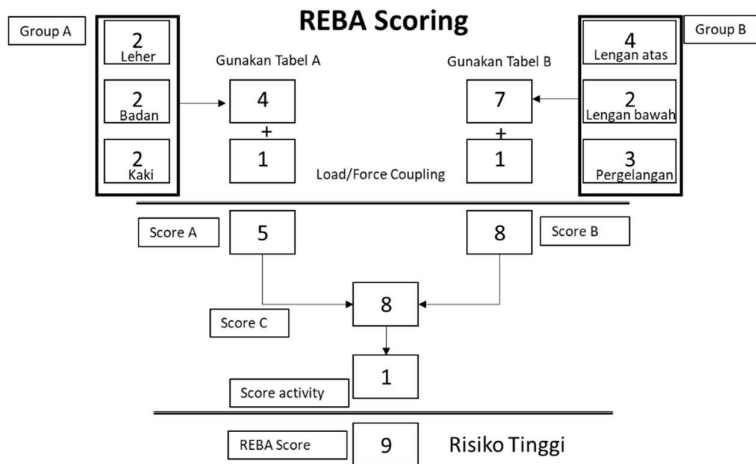 REBA Scoring
Group A
2
Leher
2
Badan
2
Kaki
Gunakan Tabel A
4
+
1
Gunakan Tabel B
7
+
1
Load/Force Coupling
Group B
4
Lengan atas
2
Lengan bawah
3
Pergelangan
Score A
5
8
Score B
8
Score C
1
Score activity
REBA Score
9
Risiko Tinggi